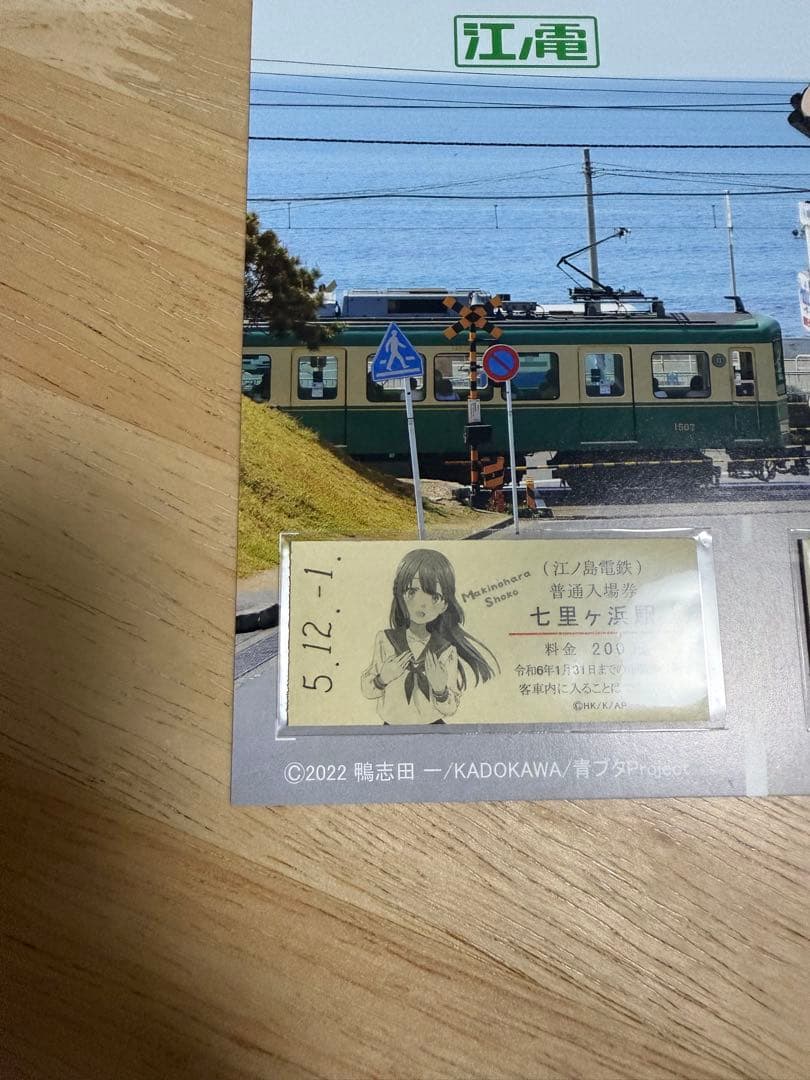 江ノ電
1507
5.12.-1.
Makinohara
Shoko
(江ノ島電鉄)
普通入場券
七里ヶ浜駅
料金 200
令和6年1月31日までの
客車内に入ることは
©HK/K/AP
©2022 鴨志田 一/KADOKAWA/青ブタProject